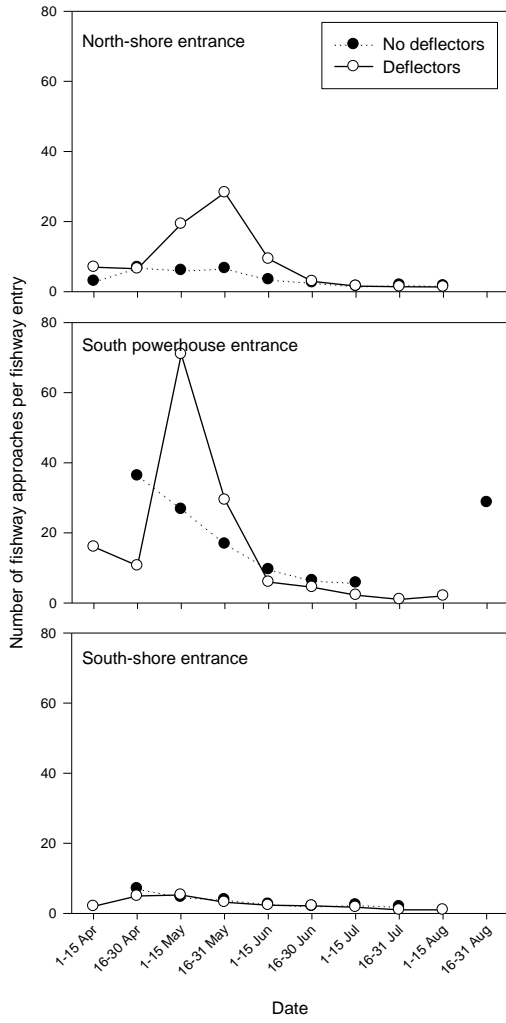 80
60
40
20
0
North-shore entrance
No deflectors
Deflectors
80
60
40
20
0
South powerhouse entrance
Number of fishway approaches per fishway entry
80
60
40
20
0
South-shore entrance
1-15 Apr
16-30 Apr
1-15 May
16-31 May
1-15 Jun
16-30 Jun
1-15 Jul
16-31 Jul
1-15 Aug
16-31 Aug
Date